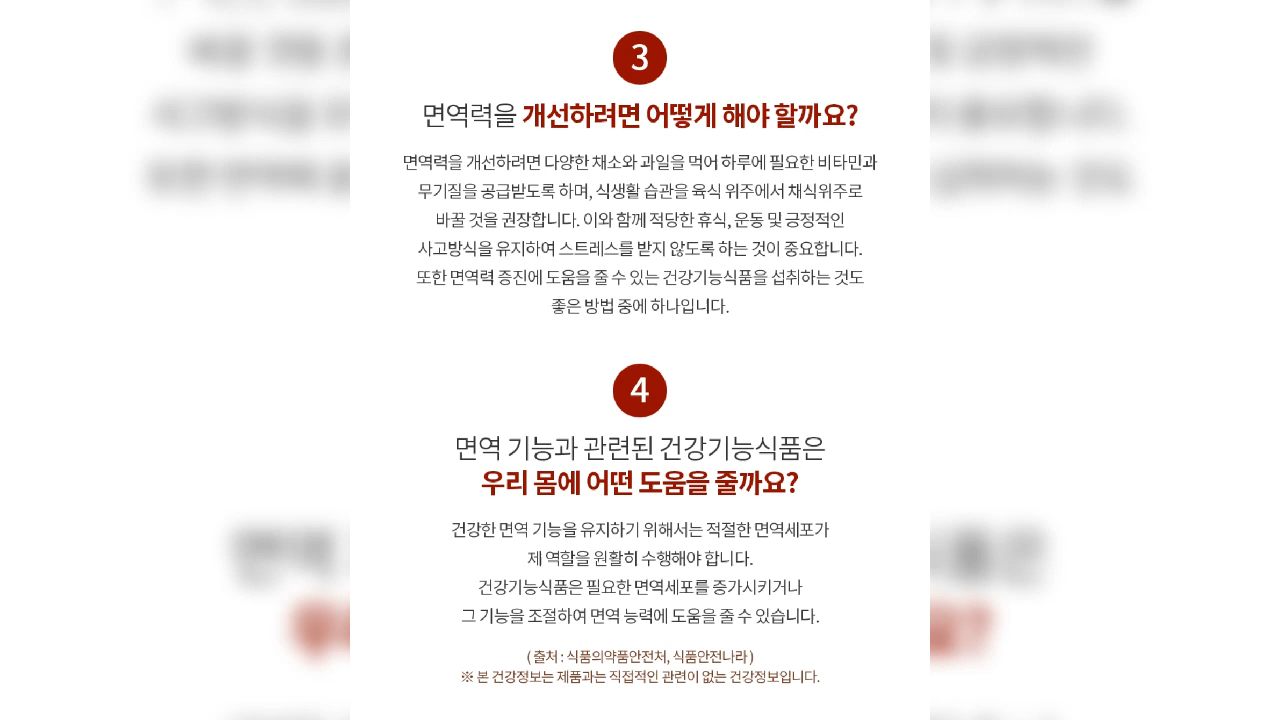 3
면역력을 개선하려면 어떻게 해야 할까요?
면역력을 개선하려면 다양한 채소와 과일을 먹어 하루에 필요한 비타민과
무기질을 공급받도록 하며, 식생활 습관을 육식 위주에서 채식위주로
바꿀 것을 권장합니다. 이와 함께 적당한 휴식, 운동 및 긍정적인
사고방식을 유지하여 스트레스를 받지 않도록 하는 것이 중요합니다.
또한 면역력 증진에 도움을 줄 수 있는 건강기능식품을 섭취하는 것도
좋은 방법 중에 하나입니다.
4
면역 기능과 관련된 건강기능식품은
우리 몸에 어떤 도움을 줄까요?
건강한 면역 기능을 유지하기 위해서는 적절한 면역세포가
제 역할을 원활히 수행해야 합니다.
건강기능식품은 필요한 면역세포를 증가시키거나
그 기능을 조절하여 면역 능력에 도움을 줄 수 있습니다.
( 출처 : 식품의약품안전처, 식품안전나라 )
※ 본 건강정보는 제품과는 직접적인 관련이 없는 건강정보입니다.